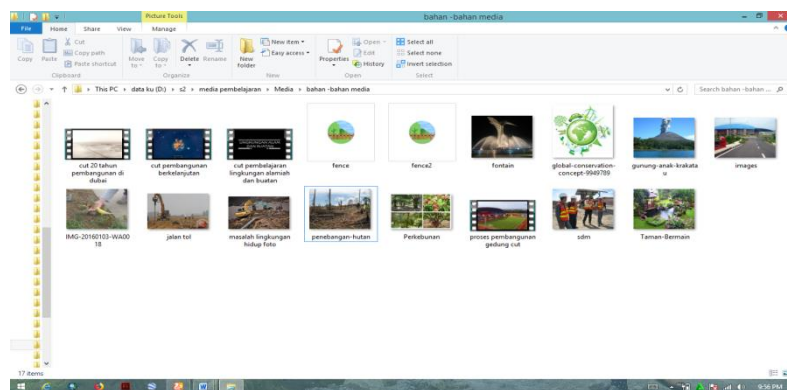 Picture Tools
bahan -bahan media
File Home Share View Manage
Copy
Paste
Cut
Copy path
Paste shortcut
Move to
Copy to
Delete
Rename
New folder
New item
Easy access
Properties
Open
Edit
History
Select all
Select none
Invert selection
Clipboard Organize New Open Select
This PC data ku (D:) s2 media pembelajaran Media bahan -bahan media
Search bahan -bahan ...
cut 20 tahun
pembangunan di
dubai
cut pembangunan
berkelanjutan
cut pembelajaran
lingkungan alamiah
dan buatan
fence
fence2
fontain
global-conservation-
concept-9949789
gunung-anak-krakata
u
images
IMG-20160103-WA00
18
jalan tol
masalah lingkungan
hidup foto
penebangan-hutan
Perkebunan
proses pembangunan
gedung cut
sdm
Taman-Bermain
17 items
9:36 PM